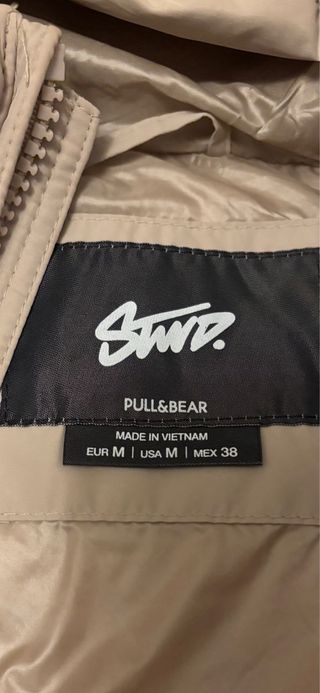 STWD.
PULL&BEAR
MADE IN VIETNAM
EUR M | USA M | MEX 38